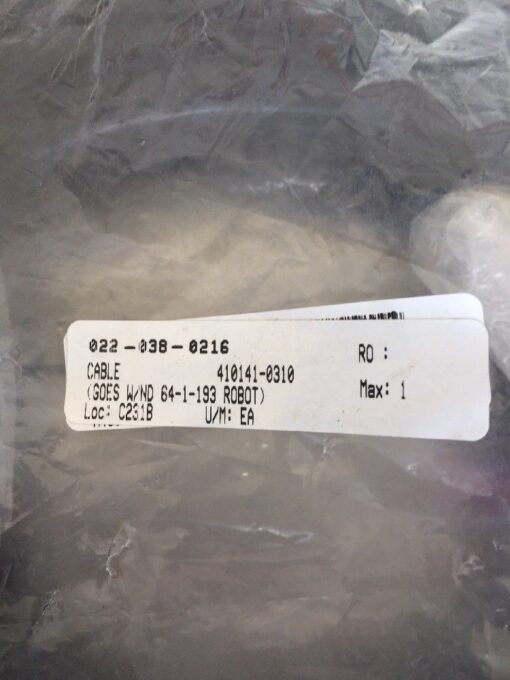 022-038-0216
RO :
CABLE 410141-0310
(GOES W/ND 64-1-193 ROBOT)
Max: 1
Loc: C231B U/M: EA